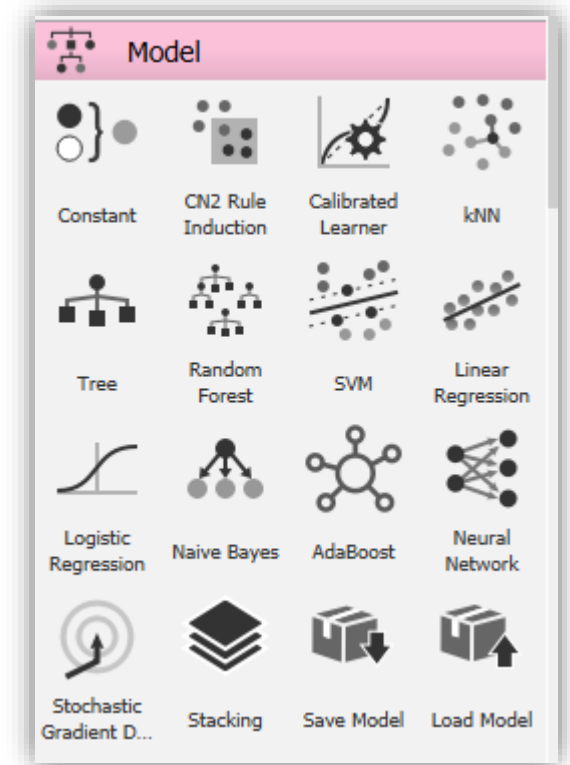 Model
Constant
CN2 Rule
Induction
Calibrated
Learner
kNN
Tree
Random
Forest
SVM
Linear
Regression
Logistic
Regression
Naive Bayes
AdaBoost
Neural
Network
Stochastic
Gradient D...
Stacking
Save Model
Load Model